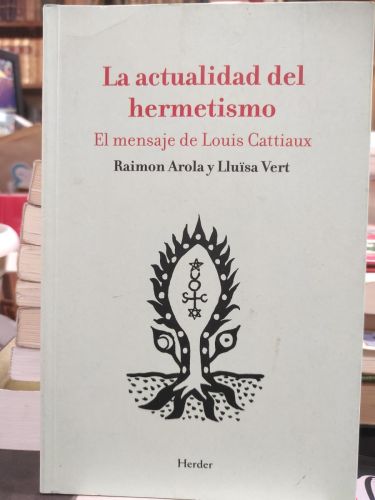 La actualidad del
hermetismo
El mensaje de Louis Cattiaux
Raimon Arola y Lluïsa Vert
S C
Herder